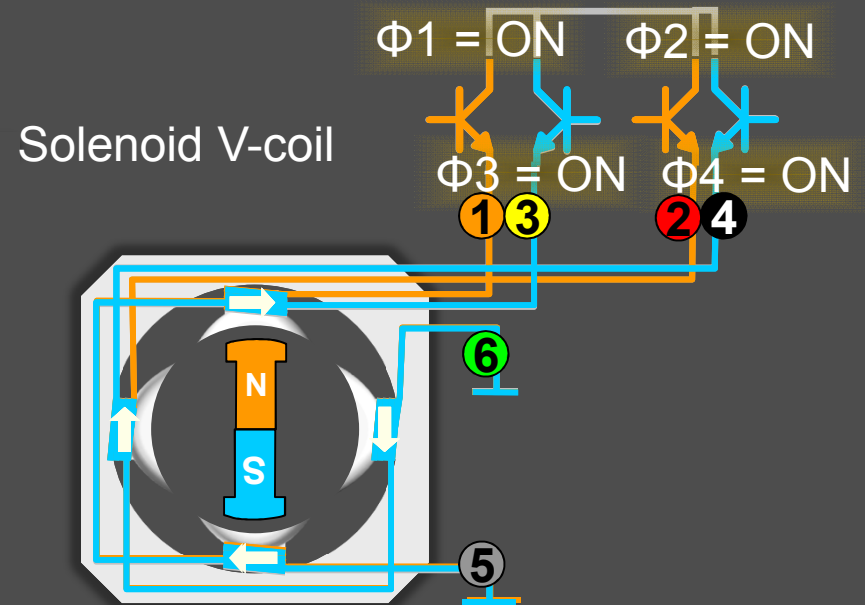 Φ1 = ON Φ2 = ON
Solenoid V-coil
Φ3 = ON Φ4 = ON
1 3 2 4
6
N
S
5